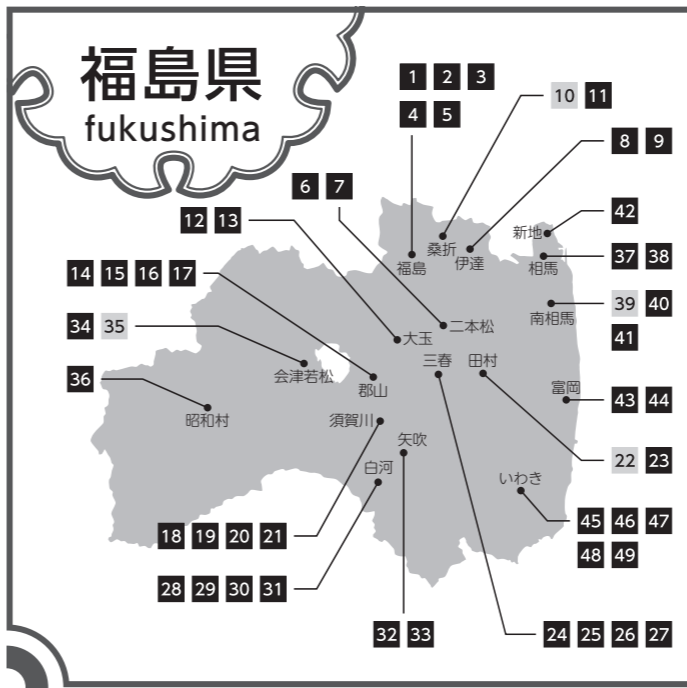 福島県
fukushima
1 2 3
4 5
10 11
8 9
6 7
12 13
42
新地
桑折
伊達
福島
相馬
37 38
14 15 16 17
39 40
41
南相馬
二本松
大玉
34 35
三春
田村
会津若松
郡山
36
富岡
43 44
昭和村
須賀川
矢吹
22 23
白河
いわき
18 19 20 21
45 46 47
48 49
28 29 30 31
32 33
24 25 26 27